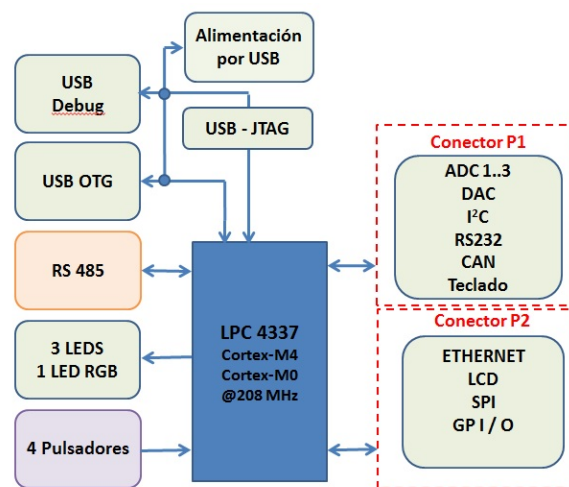 Alimentación
por USB
USB
Debug
USB - JTAG
USB OTG
RS 485
3 LEDS
1 LED RGB
4 Pulsadores
LPC 4337
Cortex-M4
Cortex-M0
@208 MHz
Conector P1
ADC 1..3
DAC
I²C
RS232
CAN
Teclado
Conector P2
ETHERNET
LCD
SPI
GP I / O